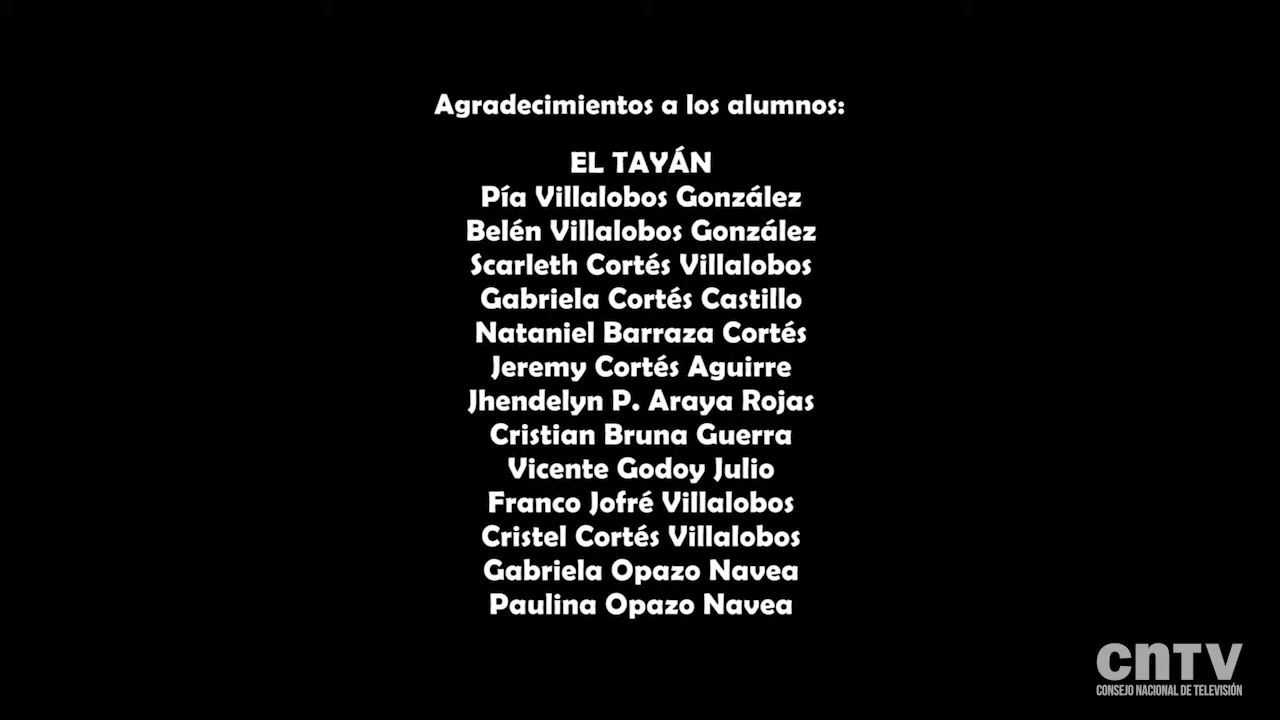 Agradecimientos a los alumnos:
EL TAYÁN
Pía Villalobos González
Belén Villalobos González
Scarleth Cortés Villalobos
Gabriela Cortés Castillo
Nataniel Barraza Cortés
Jeremy Cortés Aguirre
Jhendelyn P. Araya Rojas
Cristian Bruna Guerra
Vicente Godoy Julio
Franco Jofré Villalobos
Cristel Cortés Villalobos
Gabriela Opazo Navea
Paulina Opazo Navea
cnTV
CONSEJO NACIONAL DE TELEVISIÓN